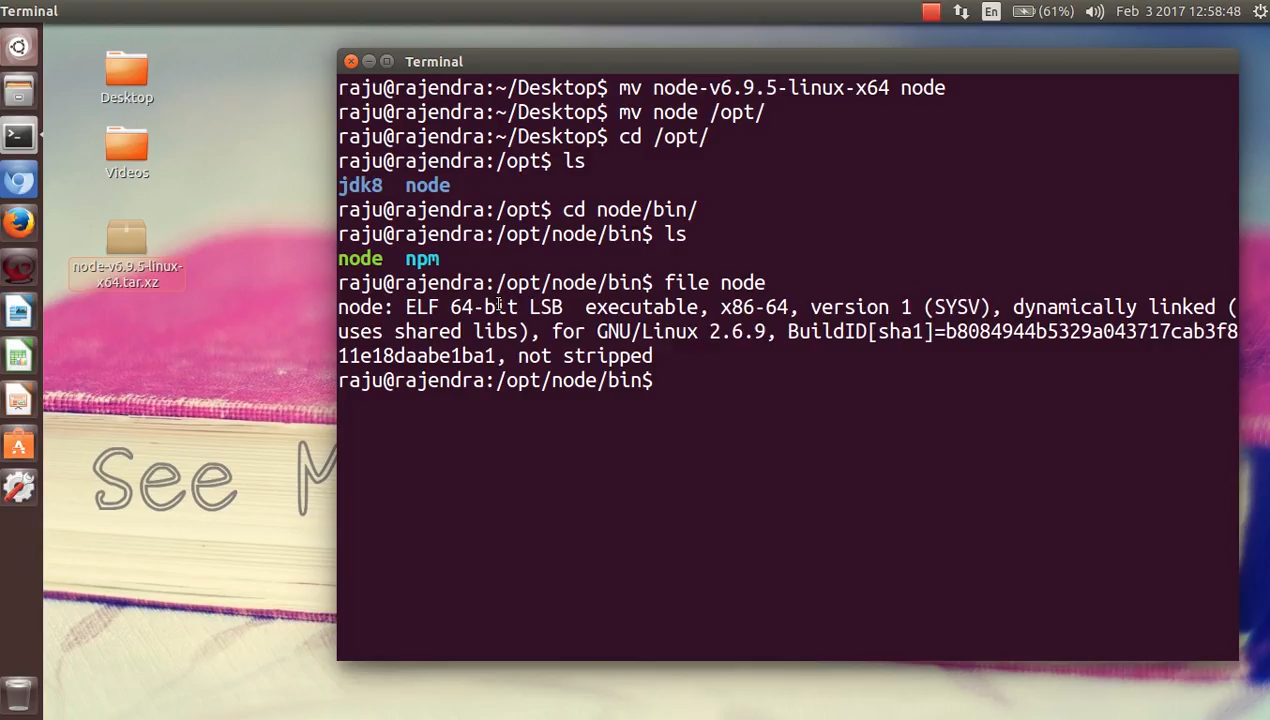 Terminal
En
(61%)
Feb 3 2017 12:58:48
Desktop
Videos
node-v6.9.5-linux-
x64.tar.xz
See M
Terminal
raju@rajendra:~/Desktop$ mv node-v6.9.5-linux-x64 node
raju@rajendra:~/Desktop$ mv node /opt/
raju@rajendra:~/Desktop$ cd /opt/
raju@rajendra:/opt$ ls
jdk8  node
raju@rajendra:/opt$ cd node/bin/
raju@rajendra:/opt/node/bin$ ls
node  npm
raju@rajendra:/opt/node/bin$ file node
node: ELF 64-bit LSB  executable, x86-64, version 1 (SYSV), dynamically linked (
uses shared libs), for GNU/Linux 2.6.9, BuildID[sha1]=b8084944b5329a043717cab3f8
11e18daabe1ba1, not stripped
raju@rajendra:/opt/node/bin$